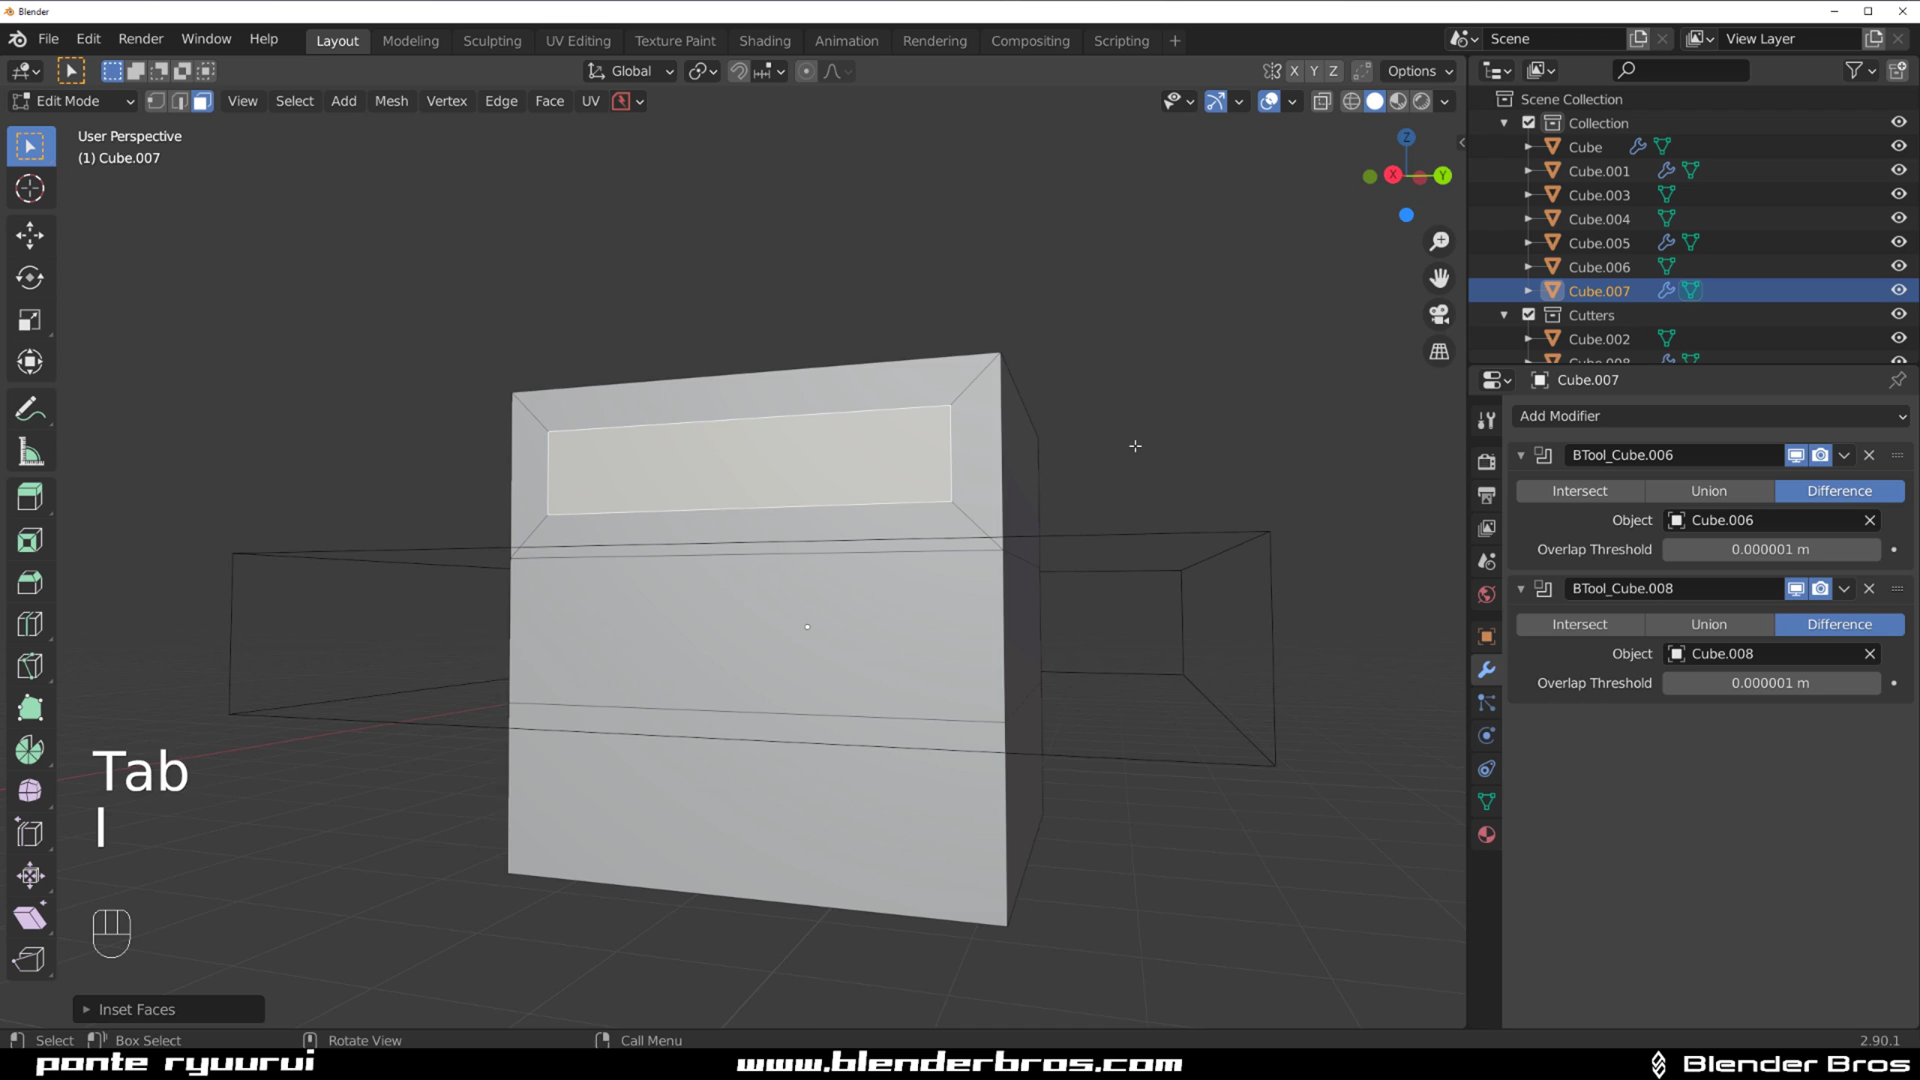 Blender
File Edit Render Window Help
Layout Modeling Sculpting UV Editing Texture Paint Shading Animation Rendering Compositing Scripting +
Scene View Layer
Global X Y Z Options
Edit Mode View Select Add Mesh Vertex Edge Face UV
User Perspective
(1) Cube.007
Z
X Y
Scene Collection
Collection
Cube
Cube.001
Cube.003
Cube.004
Cube.005
Cube.006
Cube.007
Cutters
Cube.002
Cube.007
Add Modifier
BTool_Cube.006
Intersect Union Difference
Object Cube.006
Overlap Threshold 0.000001 m
BTool_Cube.008
Intersect Union Difference
Object Cube.008
Overlap Threshold 0.000001 m
Tab
I
Inset Faces
Select Box Select Rotate View Call Menu 2.90.1
ponte ryuurui www.blenderbros.com Blender Bros